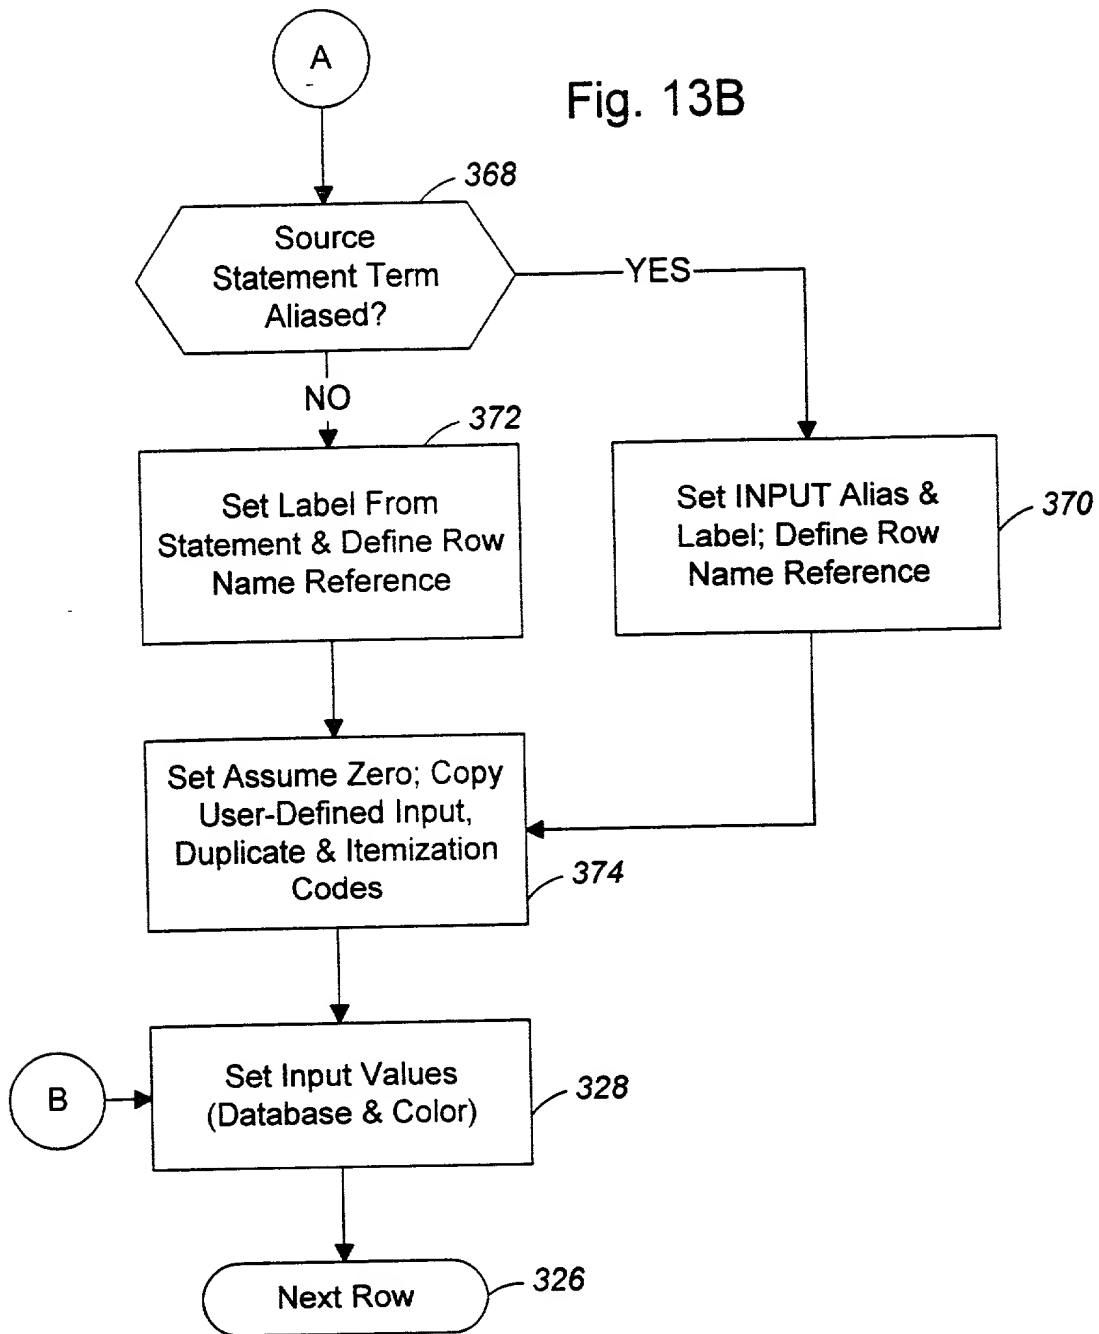 A
Fig. 13B
368
Source
Statement Term
Aliased?
YES
NO
372
Set Label From
Statement & Define Row
Name Reference
Set INPUT Alias &
Label; Define Row
Name Reference
370
Set Assume Zero; Copy
User-Defined Input,
Duplicate & Itemization
Codes
374
B
Set Input Values
(Database & Color)
328
Next Row
326